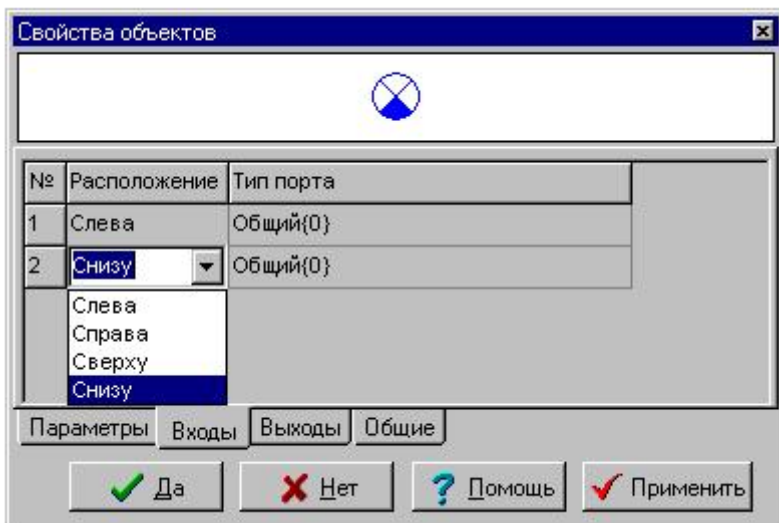 Свойства объектов
№ Расположение Тип порта
1 Слева Общий{0}
2 Снизу Общий{0}
Слева
Справа
Сверху
Снизу
Параметры Входы Выходы Общие
Да Нет Помощь Применить